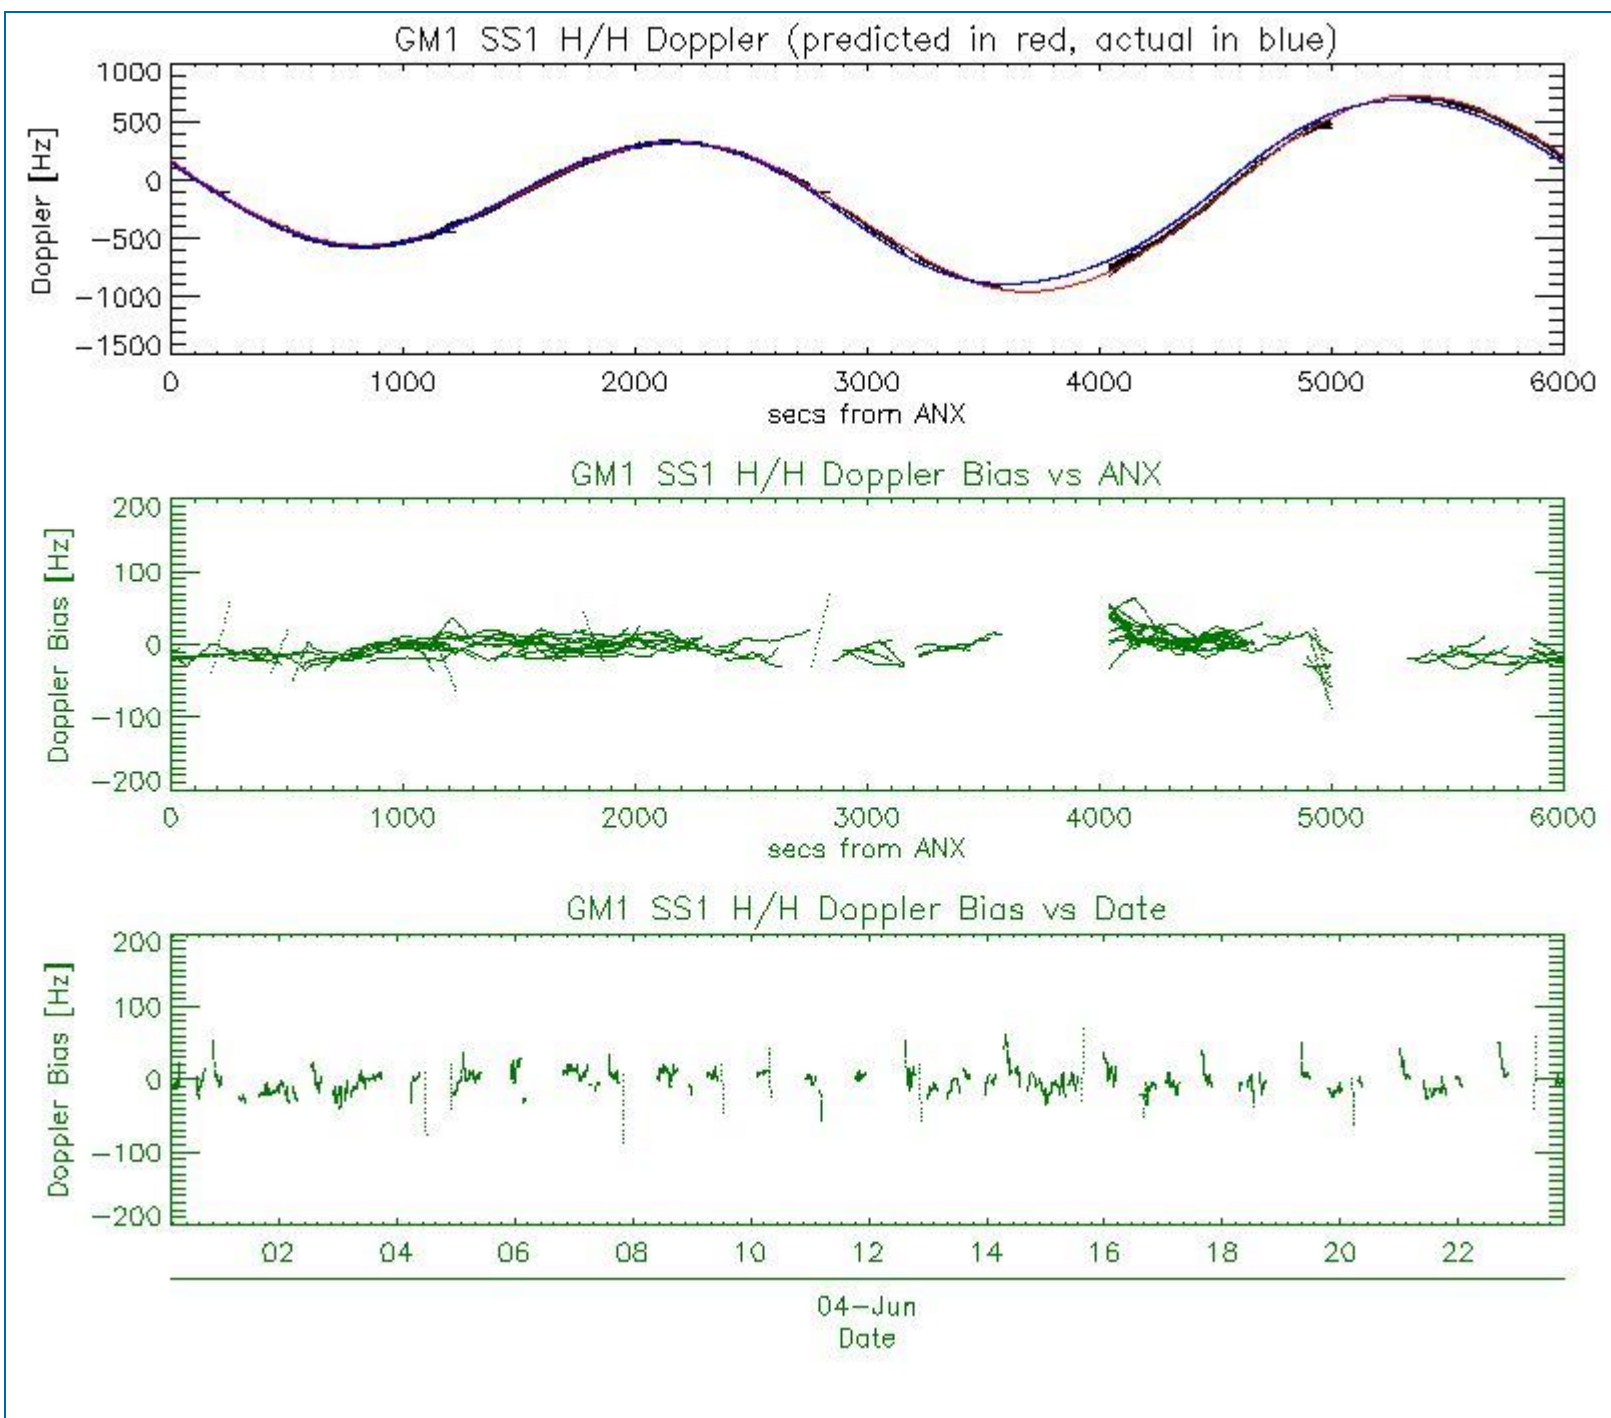 GM1 SS1 H/H Doppler (predicted in red, actual in blue)
1000
500
0
-500
-1000
-1500
Doppler [Hz]
0 1000 2000 3000 4000 5000 6000
secs from ANX
GM1 SS1 H/H Doppler Bias vs ANX
200
100
0
-100
-200
Doppler Bias [Hz]
0 1000 2000 3000 4000 5000 6000
secs from ANX
GM1 SS1 H/H Doppler Bias vs Date
200
100
0
-100
-200
Doppler Bias [Hz]
02 04 06 08 10 12 14 16 18 20 22
04-Jun
Date